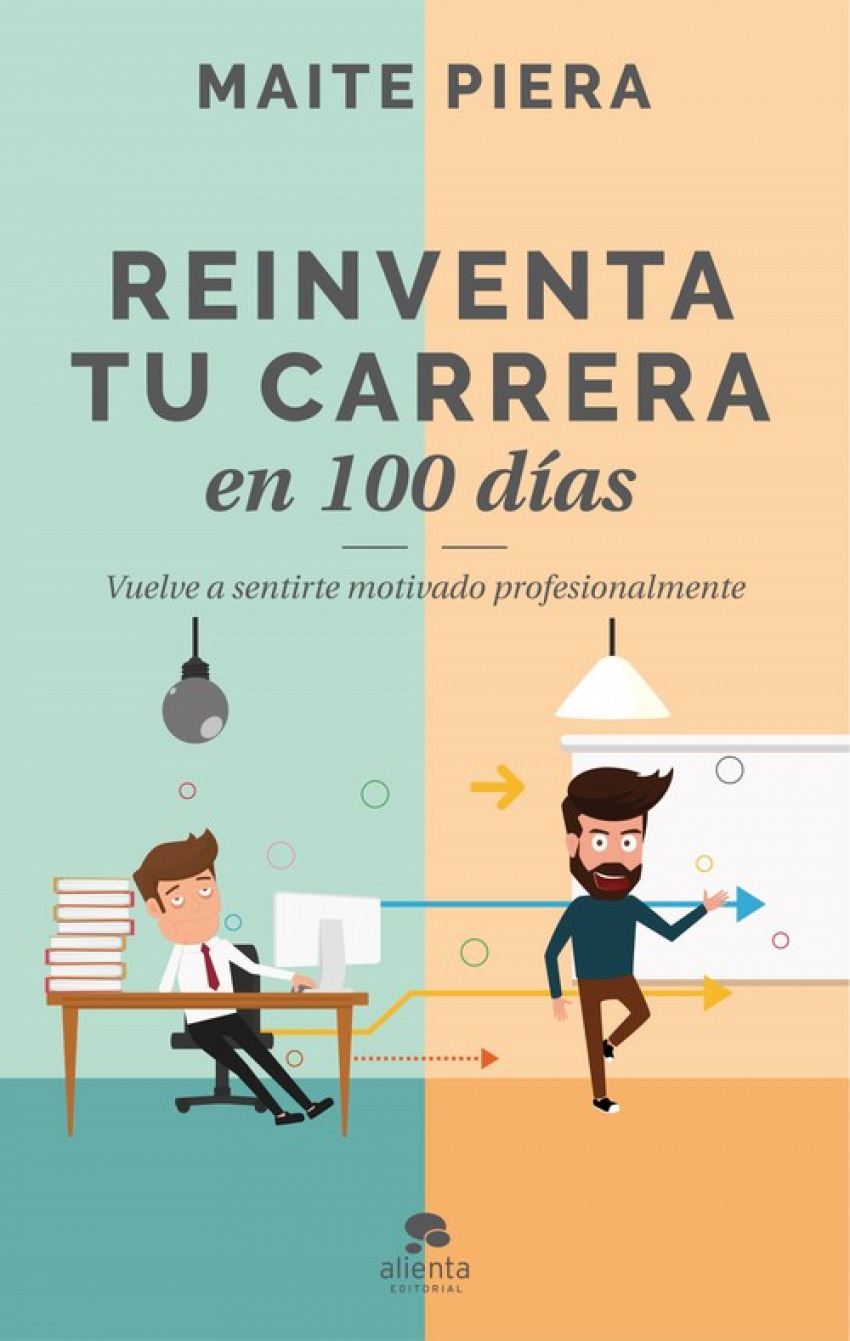 MAITE PIERA
REINVENTA
TU CARRERA
en 100 días
Vuelve a sentirte motivado profesionalmente
alienta
EDITORIAL